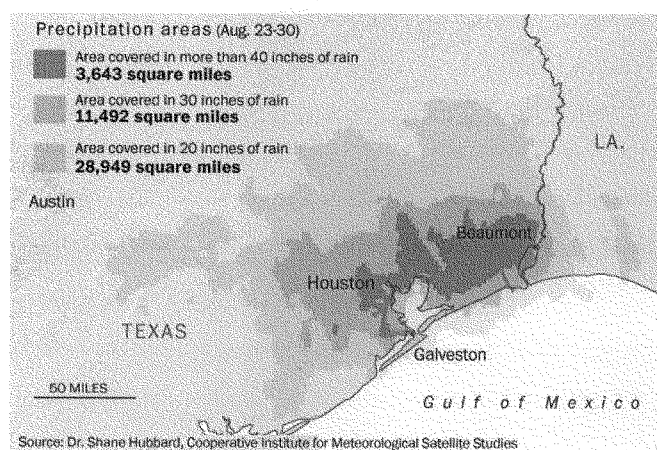 Precipitation areas (Aug. 23-30)
Area covered in more than 40 inches of rain
3,643 square miles
Area covered in 30 inches of rain
11,492 square miles
Area covered in 20 inches of rain
28,949 square miles
LA.
Austin
Beaumont
Houston
TEXAS
Galveston
50 MILES
Gulf of Mexico
Source: Dr. Shane Hubbard, Cooperative Institute for Meteorological Satellite Studies